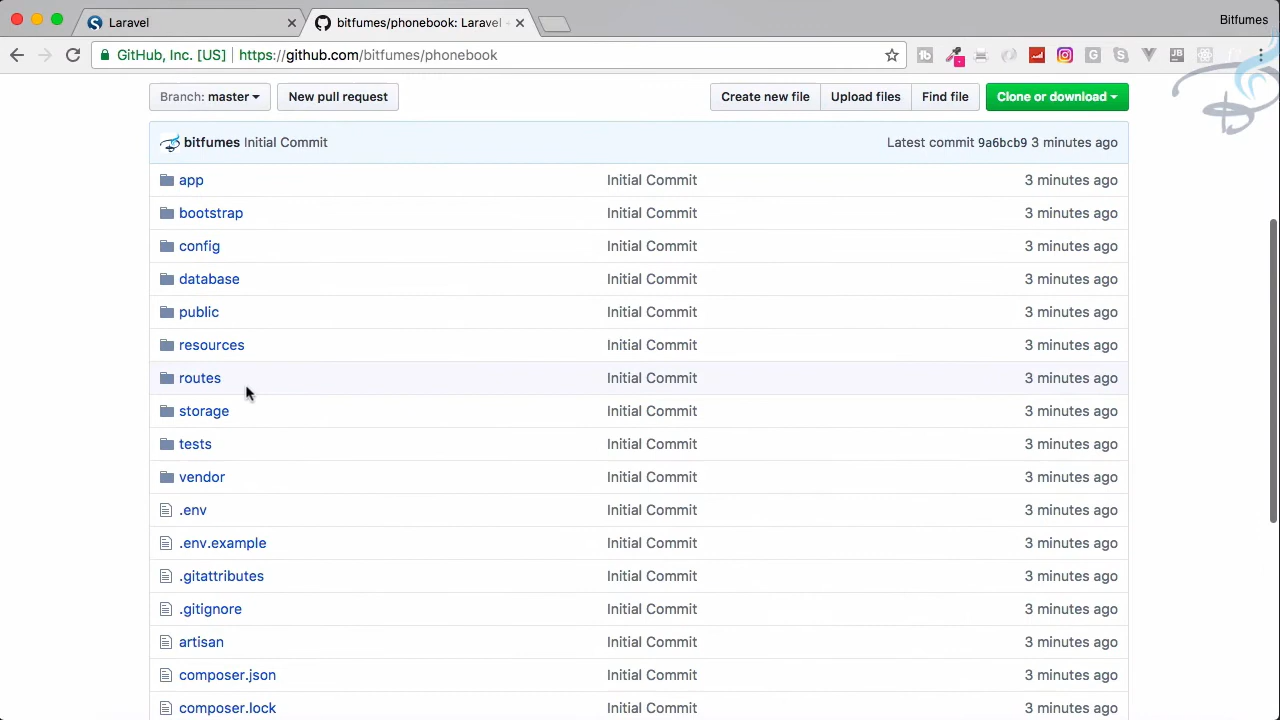 Laravel
bitfumes/phonebook: Laravel
Bitfumes
GitHub, Inc. [US] https://github.com/bitfumes/phonebook
Branch: master New pull request Create new file Upload files Find file Clone or download
bitfumes Initial Commit Latest commit 9a6bcb9 3 minutes ago
app Initial Commit 3 minutes ago
bootstrap Initial Commit 3 minutes ago
config Initial Commit 3 minutes ago
database Initial Commit 3 minutes ago
public Initial Commit 3 minutes ago
resources Initial Commit 3 minutes ago
routes Initial Commit 3 minutes ago
storage Initial Commit 3 minutes ago
tests Initial Commit 3 minutes ago
vendor Initial Commit 3 minutes ago
.env Initial Commit 3 minutes ago
.env.example Initial Commit 3 minutes ago
.gitattributes Initial Commit 3 minutes ago
.gitignore Initial Commit 3 minutes ago
artisan Initial Commit 3 minutes ago
composer.json Initial Commit 3 minutes ago
composer.lock Initial Commit 3 minutes ago